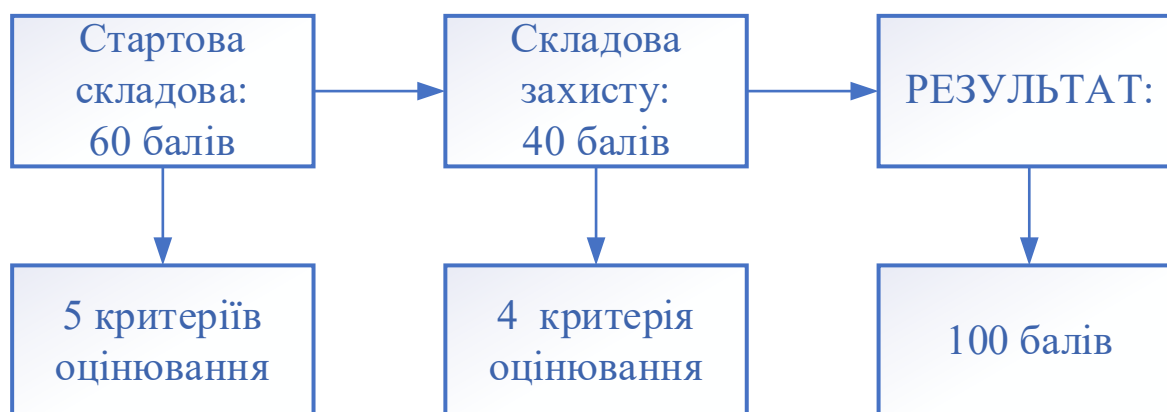 Стартова
складова:
60 балів
Складова
захисту:
40 балів
РЕЗУЛЬТАТ:
5 критеріїв
оцінювання
4 критерія
оцінювання
100 балів